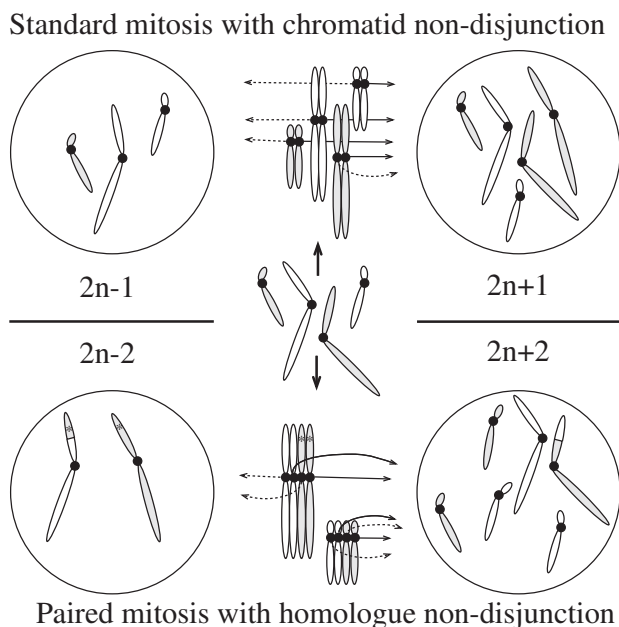 Standard mitosis with chromatid non-disjunction
2n-1
2n+1
2n-2
2n+2
* * * *
Paired mitosis with homologue non-disjunction